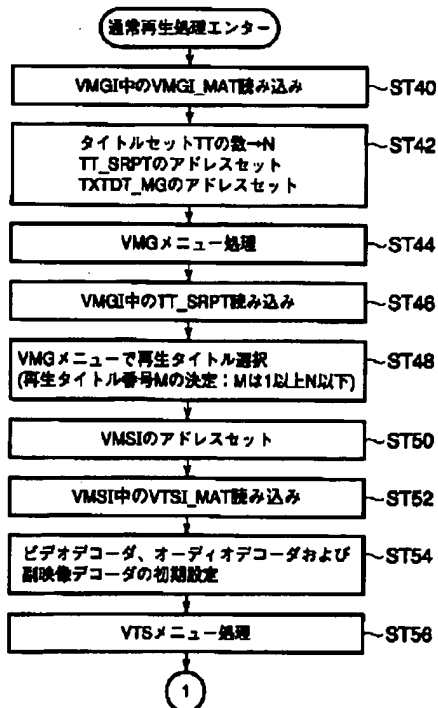 通常再生処理エンター
VMGI中のVMGI_MAT読み込み
ST40
タイトルセットTTの数→N
TT_SRPTのアドレスセット
TXTDT_MGのアドレスセット
ST42
VMGメニュー処理
ST44
VMGI中のTT_SRPT読み込み
ST46
VMGメニューで再生タイトル選択
(再生タイトル番号Mの決定：Mは1以上N以下)
ST48
VMSIのアドレスセット
ST50
VMSI中のVTSI_MAT読み込み
ST52
ビデオデコーダ、オーディオデコーダおよび
副映像デコーダの初期設定
ST54
VTSメニュー処理
ST56
1